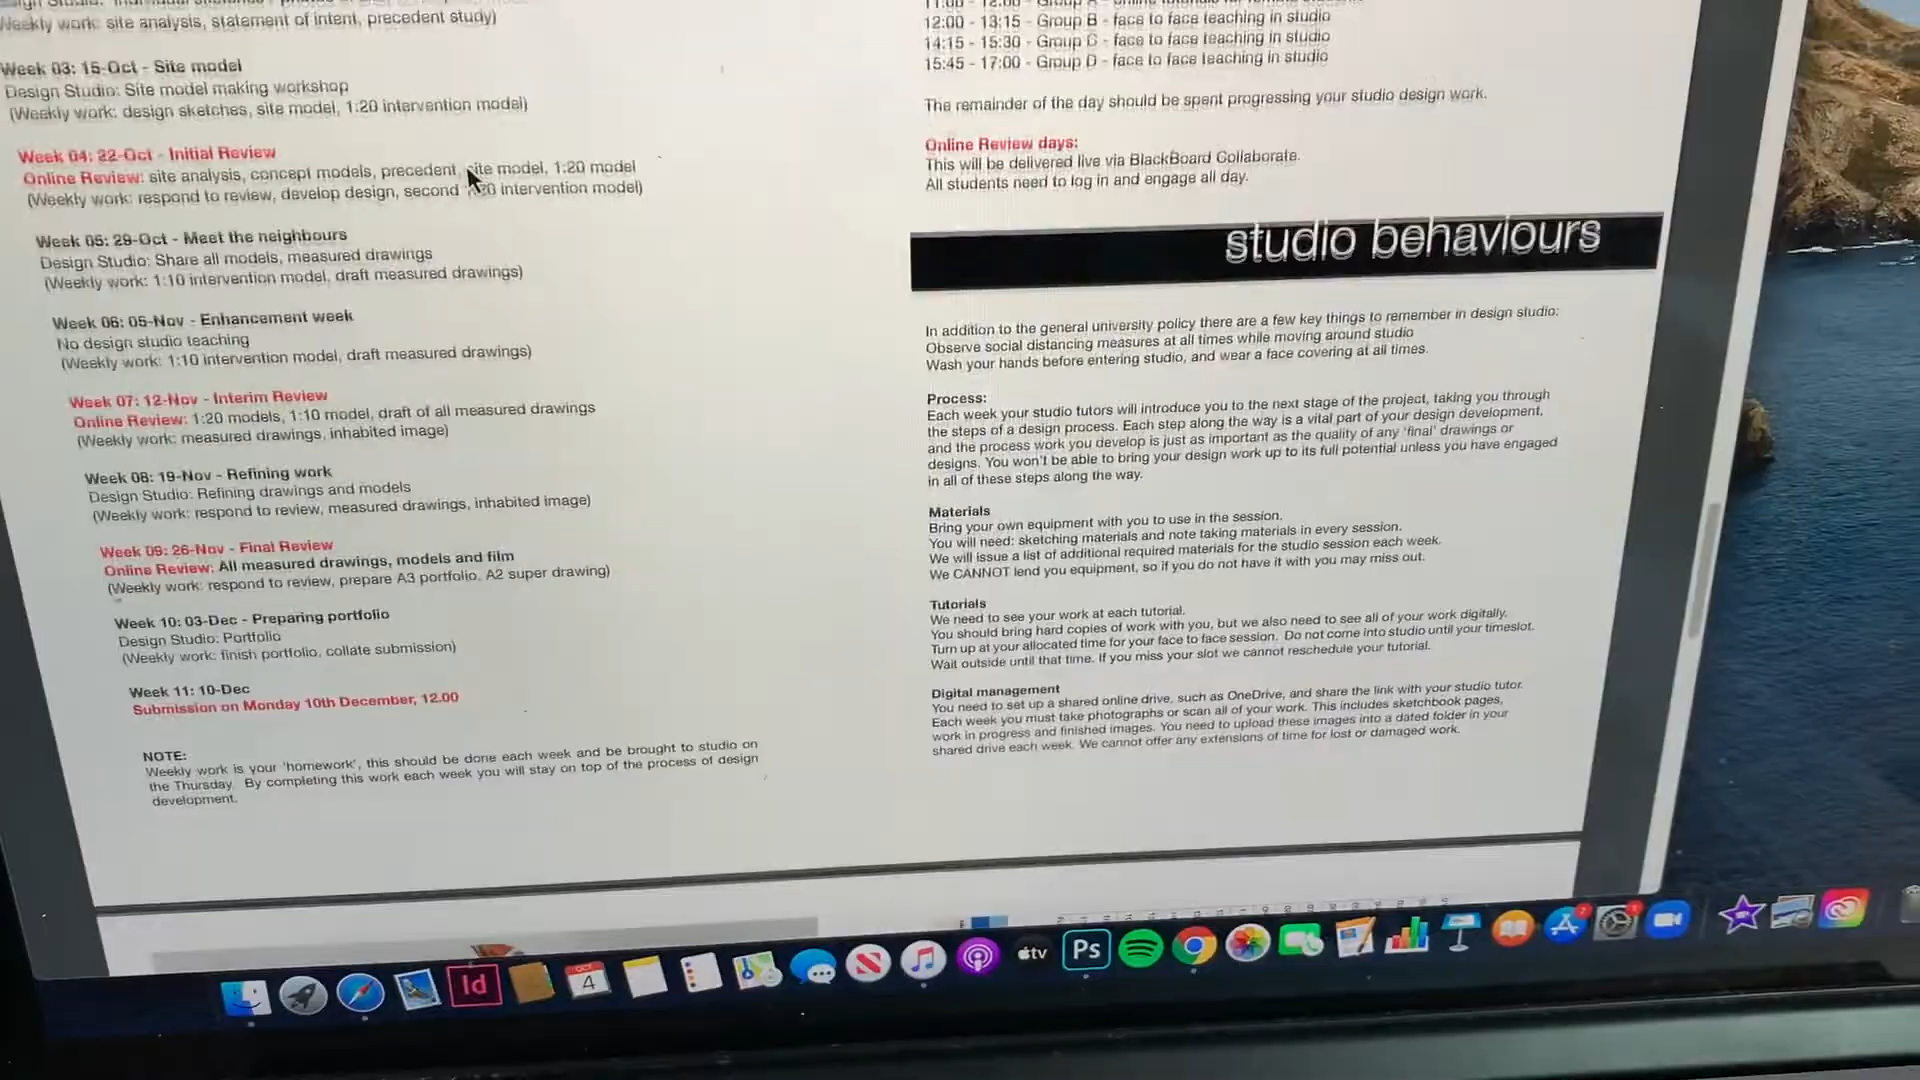 (Weekly work: site analysis, statement of intent, precedent study)
Week 03: 15-Oct - Site model
Design Studio: Site model making workshop
(Weekly work: design sketches, site model, 1:20 intervention model)
Week 04: 22-Oct - Initial Review
Online Review: site analysis, concept models, precedent, site model, 1:20 model
(Weekly work: respond to review, develop design, second 1:20 intervention model)
Week 05: 29-Oct - Meet the neighbours
Design Studio: Share all models, measured drawings
(Weekly work: 1:10 intervention model, draft measured drawings)
Week 06: 05-Nov - Enhancement week
No design studio teaching
(Weekly work: 1:10 intervention model, draft measured drawings)
Week 07: 12-Nov - Interim Review
Online Review: 1:20 models, 1:10 model, draft of all measured drawings
(Weekly work: measured drawings, inhabited image)
Week 08: 19-Nov - Refining work
Design Studio: Refining drawings and models
(Weekly work: respond to review, measured drawings, inhabited image)
Week 09: 26-Nov - Final Review
Online Review: All measured drawings, models and film
(Weekly work: respond to review, prepare A3 portfolio, A2 super drawing)
Week 10: 03-Dec - Preparing portfolio
Design Studio: Portfolio
(Weekly work: finish portfolio, collate submission)
Week 11: 10-Dec
Submission on Monday 10th December, 12.00
NOTE:
Weekly work is your 'homework', this should be done each week and be brought to studio on
the Thursday. By completing this work each week you will stay on top of the process of design
development.
12:00 - 13:15 - Group B - face to face teaching in studio
14:15 - 15:30 - Group C - face to face teaching in studio
15:45 - 17:00 - Group D - face to face teaching in studio
The remainder of the day should be spent progressing your studio design work.
Online Review days:
This will be delivered live via BlackBoard Collaborate.
All students need to log in and engage all day.
studio behaviours
In addition to the general university policy there are a few key things to remember in design studio:
Observe social distancing measures at all times while moving around studio
Wash your hands before entering studio, and wear a face covering at all times.
Process:
Each week your studio tutors will introduce you to the next stage of the project, taking you through
the steps of a design process. Each step along the way is a vital part of your design development,
and the process work you develop is just as important as the quality of any 'final' drawings or
designs. You won't be able to bring your design work up to its full potential unless you have engaged
in all of these steps along the way.
Materials
Bring your own equipment with you to use in the session.
You will need: sketching materials and note taking materials in every session.
We will issue a list of additional required materials for the studio session each week.
We CANNOT lend you equipment, so if you do not have it with you may miss out.
Tutorials
We need to see your work at each tutorial.
You should bring hard copies of work with you, but we also need to see all of your work digitally.
Turn up at your allocated time for your face to face session. Do not come into studio until your timeslot.
Wait outside until that time. If you miss your slot we cannot reschedule your tutorial.
Digital management
You need to set up a shared online drive, such as OneDrive, and share the link with your studio tutor.
Each week you must take photographs or scan all of your work. This includes sketchbook pages,
work in progress and finished images. You need to upload these images into a dated folder in your
shared drive each week. We cannot offer any extensions of time for lost or damaged work.
Id
OCT
4
tv
Ps